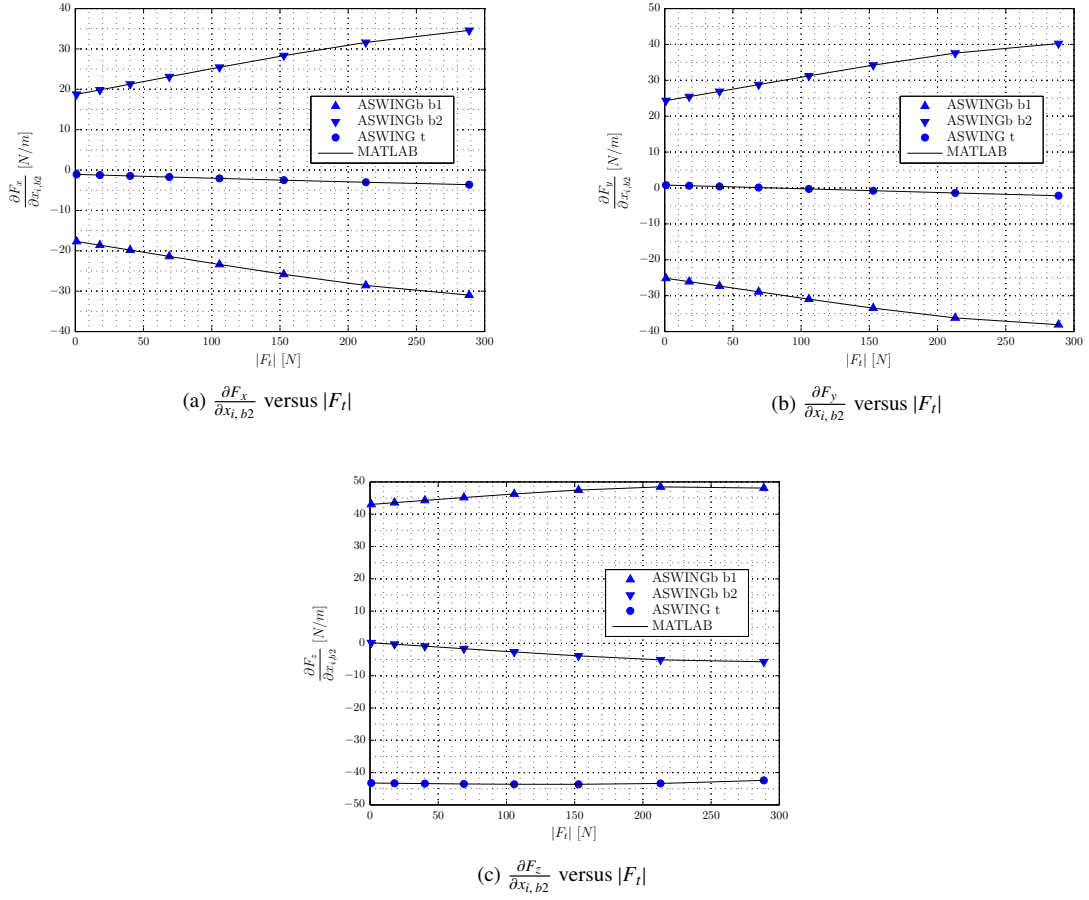 40
30
20
10
0
−10
−20
−30
−40
0 50 100 150 200 250 300
∂F_x/∂x_{i,b2} [N/m]
|F_t| [N]
ASWINGb b1
ASWINGb b2
ASWING t
MATLAB
(a) ∂F_x/∂x_{i, b2} versus |F_t|
50
40
30
20
10
0
−10
−20
−30
−40
0 50 100 150 200 250 300
∂F_y/∂x_{i,b2} [N/m]
|F_t| [N]
ASWINGb b1
ASWINGb b2
ASWING t
MATLAB
(b) ∂F_y/∂x_{i, b2} versus |F_t|
50
40
30
20
10
0
−10
−20
−30
−40
−50
0 50 100 150 200 250 300
∂F_z/∂x_{i,b2} [N/m]
|F_t| [N]
ASWINGb b1
ASWINGb b2
ASWING t
MATLAB
(c) ∂F_z/∂x_{i, b2} versus |F_t|